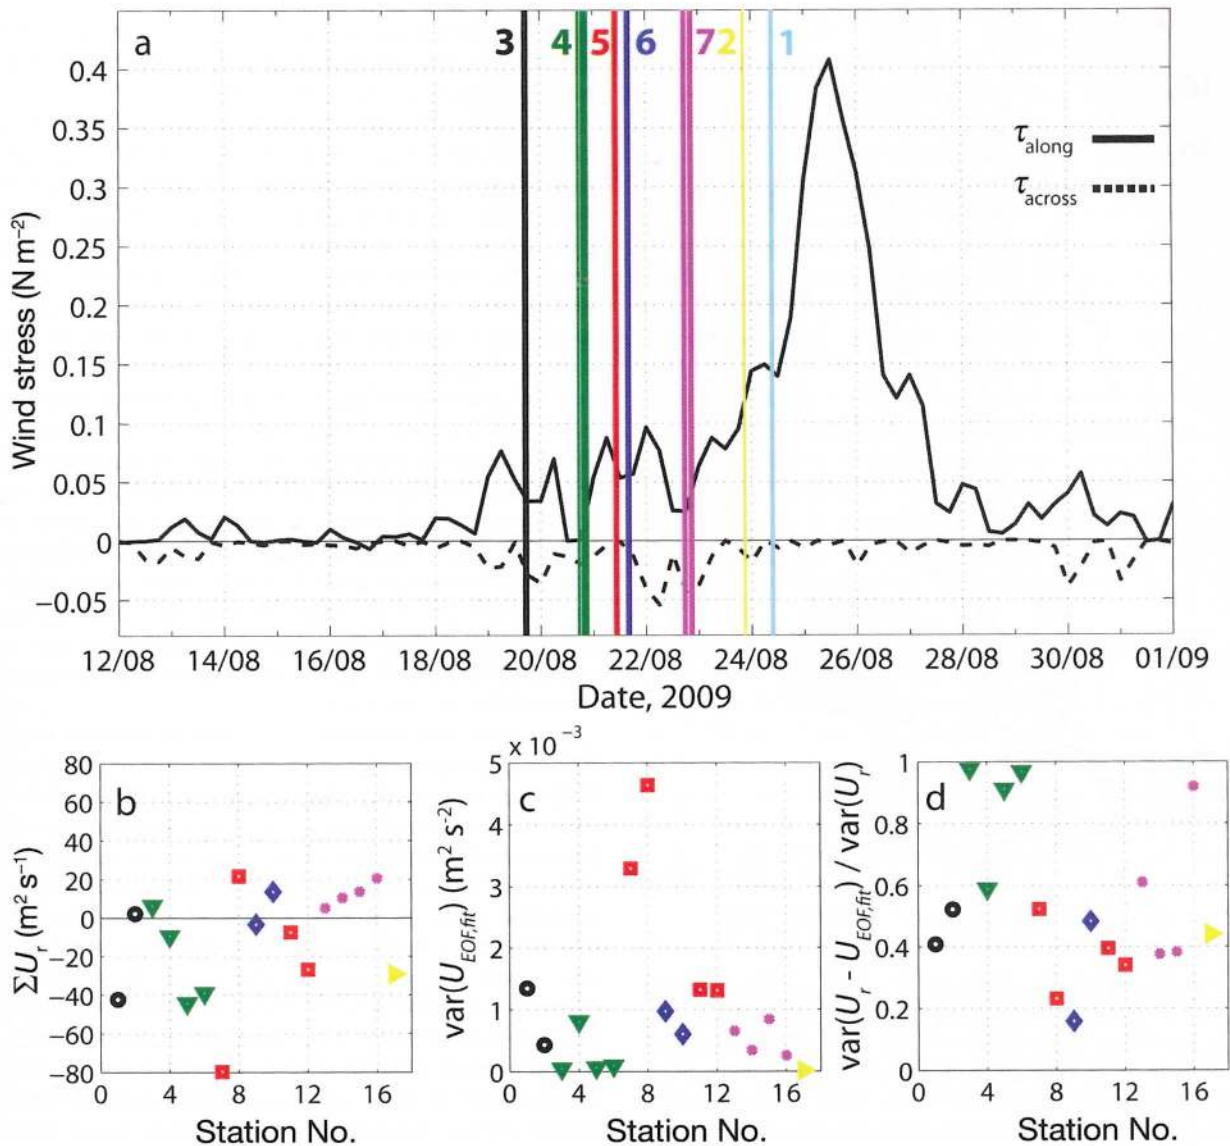 a
3 4 5 6 7 2 1
0.4
0.35
0.3
0.25
0.2
0.15
0.1
0.05
0
−0.05
Wind stress (N m⁻²)
τalong
τacross
12/08 14/08 16/08 18/08 20/08 22/08 24/08 26/08 28/08 30/08 01/09
Date, 2009
b
80
60
40
20
0
−20
−40
−60
−80
ΣUr (m² s⁻¹)
0 4 8 12 16
Station No.
x 10⁻³
c
5
4
3
2
1
0
var(UEOF,fit) (m² s⁻²)
0 4 8 12 16
Station No.
d
1
0.8
0.6
0.4
0.2
0
var(Ur - UEOF,fit) / var(Ur)
0 4 8 12 16
Station No.